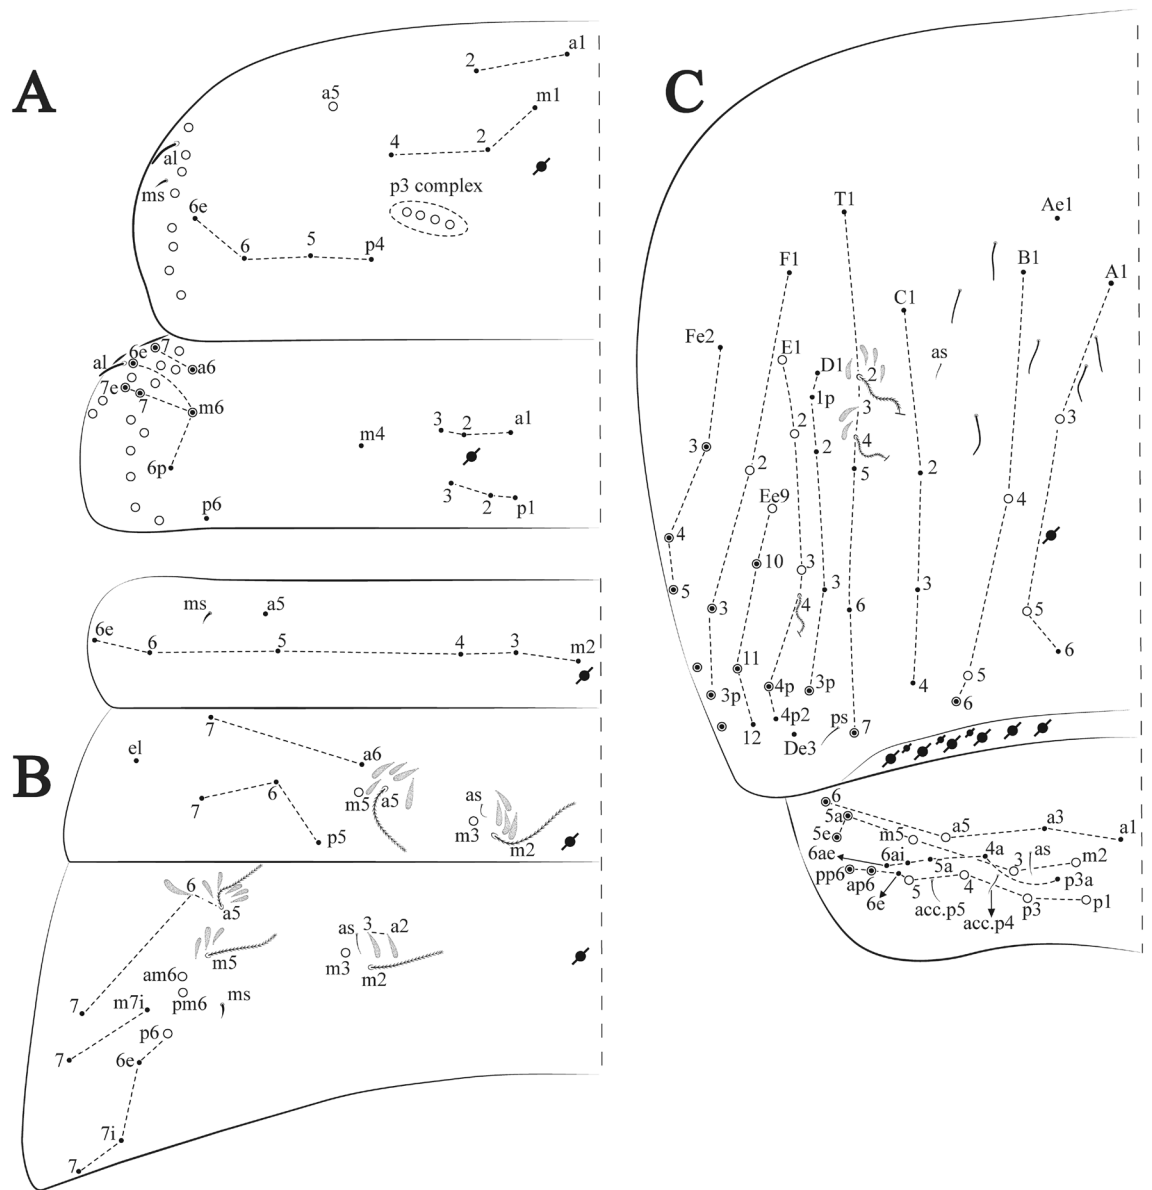 A
a1
2
a5
m1
4
2
al
ms
p3 complex
6e
6
5
p4
6e
7
al
a6
7e
7
m6
6p
m4
3
2
a1
3
2
p1
p6
B
ms
a5
6e
6
5
4
3
m2
7
el
a6
6
7
m5
a5
p5
as
m3
m2
6
a5
m5
as
3
a2
m3
m2
am6
pm6
ms
7
m7i
p6
7
6e
7i
7
C
T1
Ae1
F1
B1
A1
C1
Fe2
E1
as
D1
2
1p
3
3
2
4
3
2
5
2
2
Ee9
4
4
10
3
3
3
5
3
4
6
5
6
11
5
3p
4p
3p
4
6
4p2
ps
7
12
De3
6
5a
a5
a3
a1
5e
m5
6ae
6ai
5a
4a
3
as
m2
pp6
ap6
6e
5
4
p3a
acc.p5
acc.p4
p3
p1